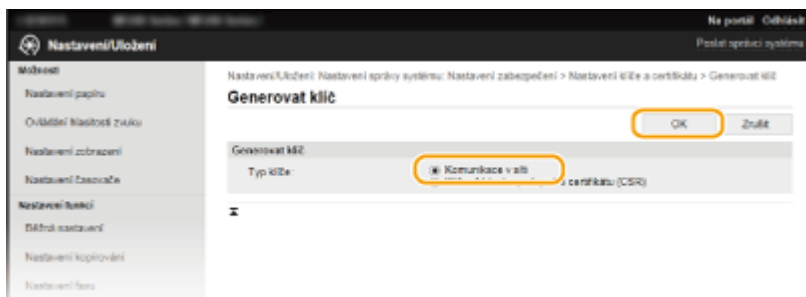 Na portál Odhlásit
Nastavení/Uložení
Poslat správci systému
Možnosti
Nastavení papíru
Ovládání hlasitosti zvuku
Nastavení zobrazení
Nastavení časovače
Nastavení funkcí
Běžná nastavení
Nastavení kopírování
Nastavení faxu
Nastavení/Uložení: Nastavení správy systému: Nastavení zabezpečení > Nastavení klíče a certifikátu > Generovat klíč
Generovat klíč
OK Zrušit
Generovat klíč
Typ klíče:
Komunikace v síti
certifikátu (CSR)